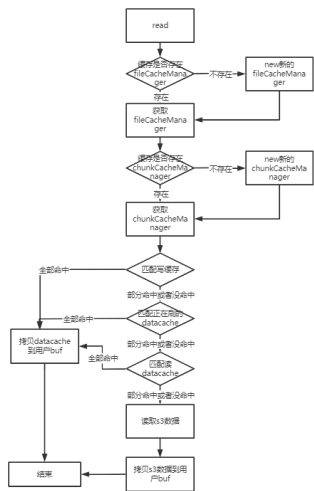 read
缓存是否存在
fileCacheMana
ger
不存在
new新的
fileCacheMana
ger
存在
获取
fileCacheMana
ger
缓存是否存在
chunkCacheMa
nager
不存在
new新的
chunkCacheMa
nager
存在
获取
chunkCacheMa
nager
匹配写缓存
全部命中
部分命中或者没命中
匹配正在刷的
datacache
全部命中
部分命中或者没命中
拷贝datacache
到用户buf
匹配读
datacache
全部命中
部分命中或者没命中
读取s3数据
拷贝s3数据到用
户buf
结束